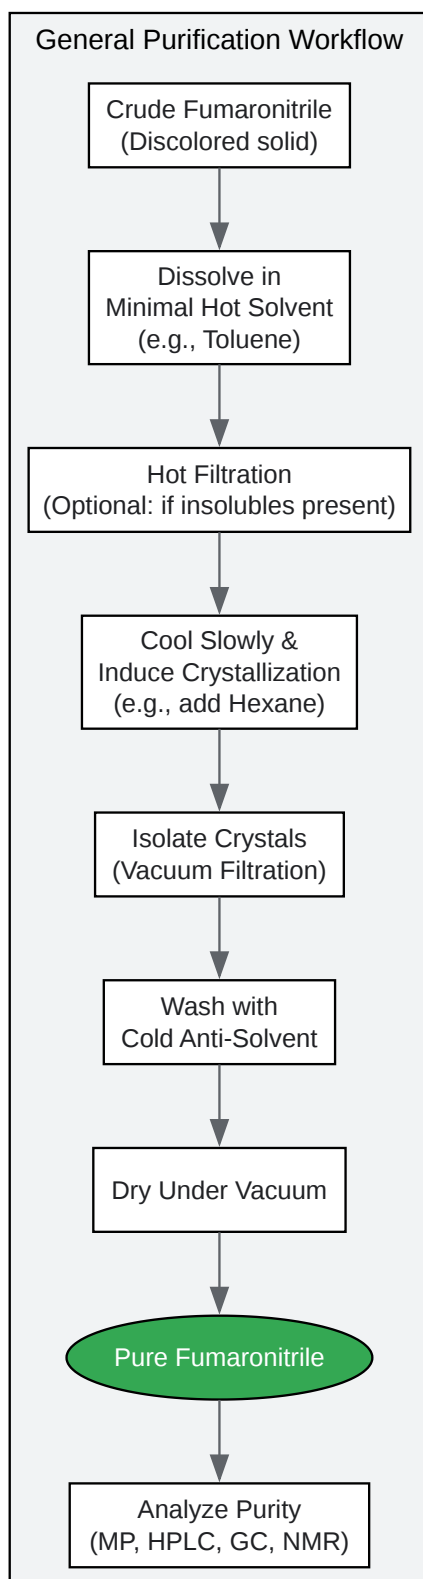 General Purification Workflow
Crude Fumaronitrile
(Discolored solid)
Dissolve in
Minimal Hot Solvent
(e.g., Toluene)
Hot Filtration
(Optional: if insolubles present)
Cool Slowly &
Induce Crystallization
(e.g., add Hexane)
Isolate Crystals
(Vacuum Filtration)
Wash with
Cold Anti-Solvent
Dry Under Vacuum
Pure Fumaronitrile
Analyze Purity
(MP, HPLC, GC, NMR)